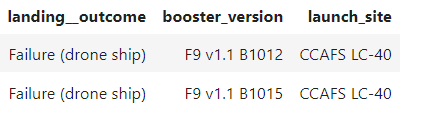 landing__outcome booster_version launch_site
Failure (drone ship) F9 v1.1 B1012 CCAFS LC-40
Failure (drone ship) F9 v1.1 B1015 CCAFS LC-40